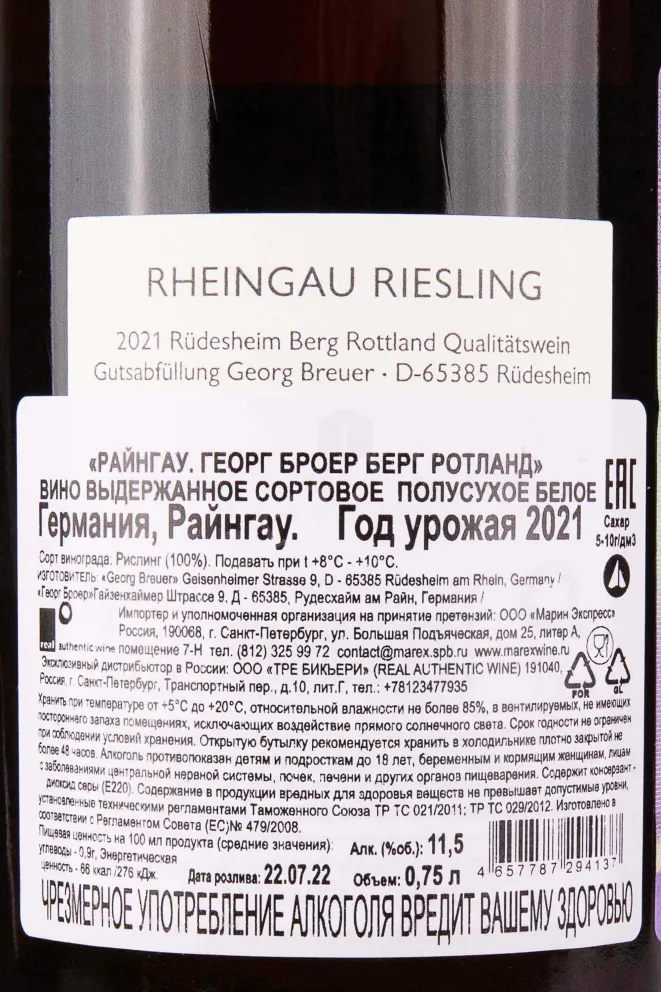 RHEINGAU RIESLING
2021 Rüdesheim Berg Rottland Qualitätswein
Gutsabfüllung Georg Breuer · D-65385 Rüdesheim
«РАЙНГАУ. ГЕОРГ БРОЕР БЕРГ РОТЛАНД»
ВИНО ВЫДЕРЖАННОЕ СОРТОВОЕ ПОЛУСУХОЕ БЕЛОЕ
ЕАС
Германия, Райнгау. Год урожая 2021
Сахар
5-10г/дм3
Сорт винограда: Рислинг (100%). Подавать при t +8°C - +10°C.
ИЗГОТОВИТЕЛЬ: «Georg Breuer» Geisenheimer Strasse 9, D - 65385 Rüdesheim am Rhein, Germany /
«Георг Броер»Гайзенхаймер Штрассе 9. Д - 65385, Рудесхайм ам Райн, Германия /
Импортер и уполномоченная организация на принятие претензий: ООО «Марин Экспресс»
Россия, 190068, г. Санкт-Петербург, ул. Большая Подъяческая, дом 25, литер А,
real authentic wine помещение 7-Н тел. (812) 325 99 72 contact@marex.spb.ru www.marexwine.ru
Эксклюзивный дистрибьютор в России: ООО «ТРЕ БИКЬЕРИ» (REAL AUTHENTIC WINE) 191040,
Россия, г. Санкт-Петербург, Транспортный пер., д.10, лит.Г, тел.: +78123477935
FOR
GL
Хранить при температуре от +5°C до +20°C, относительной влажности не более 85%, в вентилируемых, не имеющих
постороннего запаха помещениях, исключающих воздействие прямого солнечного света. Срок годности не ограничен
при соблюдении условий хранения. Открытую бутылку рекомендуется хранить в холодильнике плотно закрытой не
более 48 часов. Алкоголь противопоказан детям и подросткам до 18 лет, беременным и кормящим женщинам, лицам
с заболеваниями центральной нервной системы, почек, печени и других органов пищеварения. Содержит консервант -
диоксид серы (Е220). Содержание в продукции вредных для здоровья веществ не превышает допустимые уровни,
установленные техническими регламентами Таможенного Союза ТР ТС 021/2011; ТР ТС 029/2012. Изготовлено в
соответствии с Регламентом Совета (ЕС)№ 479/2008.
Пищевая ценность на 100 мл продукта (средние значения):
углеводы - 0,9г, Энергетическая
ценность - 66 ккал /276 кДж.
Алк. (%об.): 11,5
Дата розлива: 22.07.22 Объем: 0,75 л
4 657787 294137
ЧРЕЗМЕРНОЕ УПОТРЕБЛЕНИЕ АЛКОГОЛЯ ВРЕДИТ ВАШЕМУ ЗДОРОВЬЮ